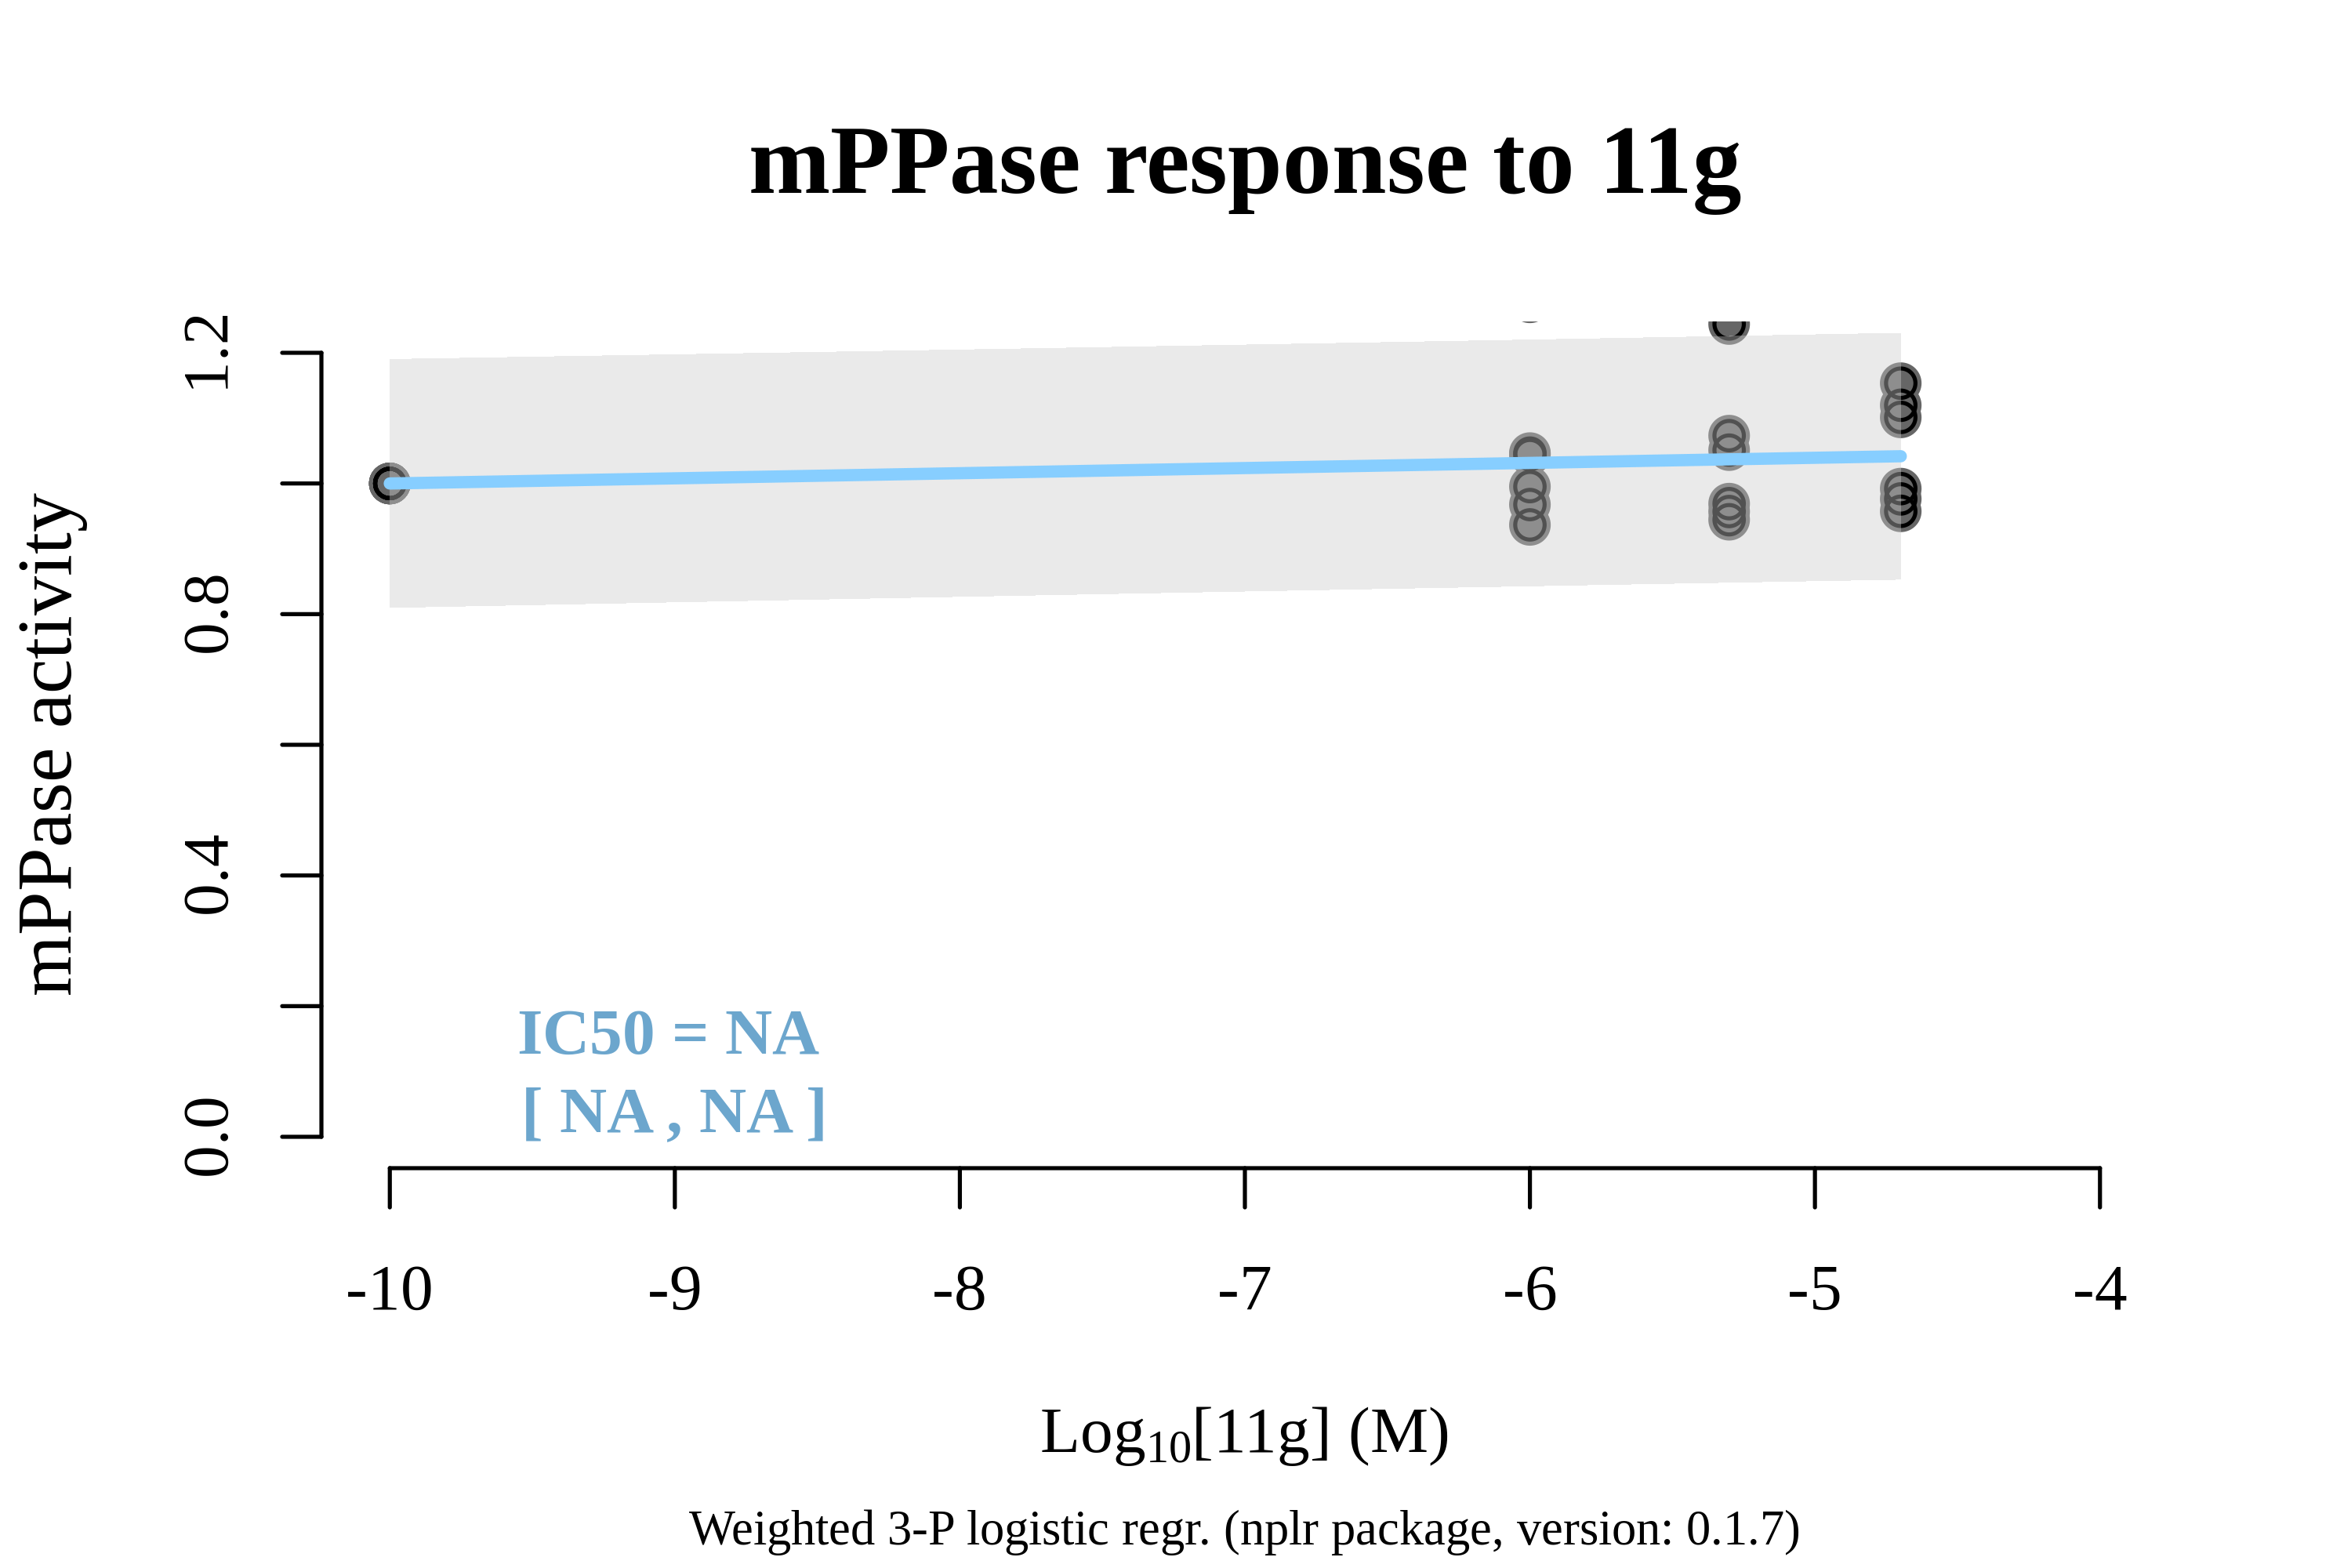 mPPase response to 11g
mPPase activity
1.2
0.8
0.4
0.0
IC50 = NA
[ NA , NA ]
-10 -9 -8 -7 -6 -5 -4
Log10[11g] (M)
Weighted 3-P logistic regr. (nplr package, version: 0.1.7)